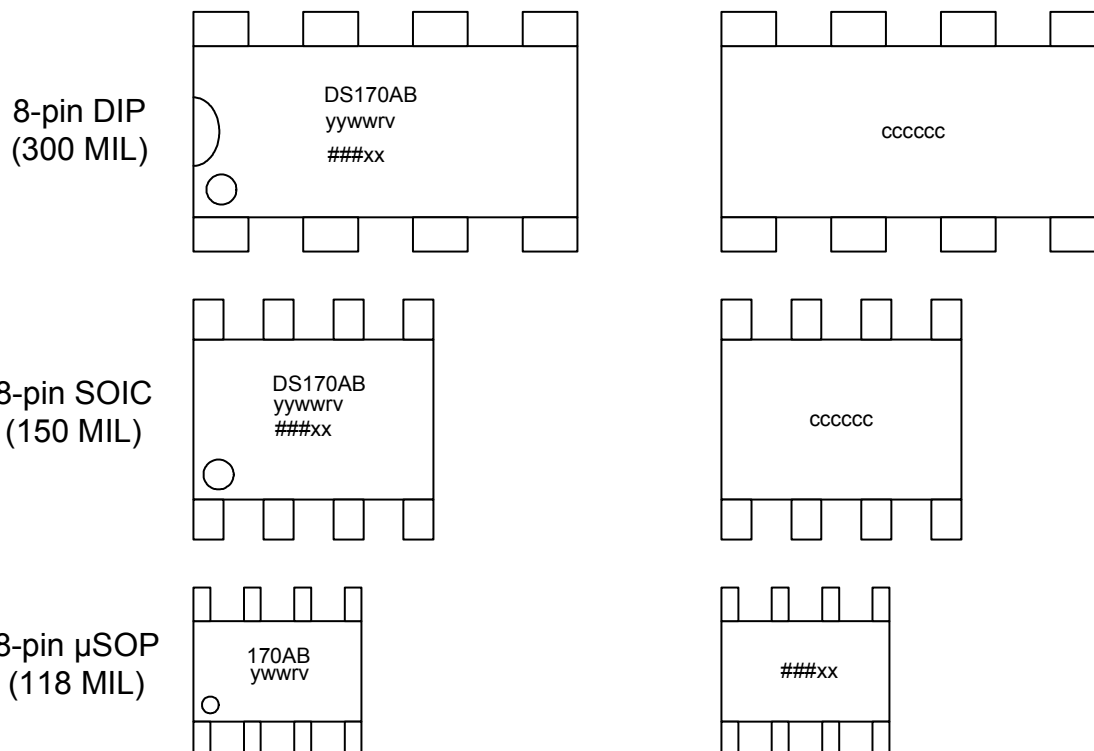 8-pin DIP
(300 MIL)
DS170AB
yywwrv
###xx
cccccc
8-pin SOIC
(150 MIL)
DS170AB
yywwrv
###xx
cccccc
8-pin µSOP
(118 MIL)
170AB
ywwrv
###xx